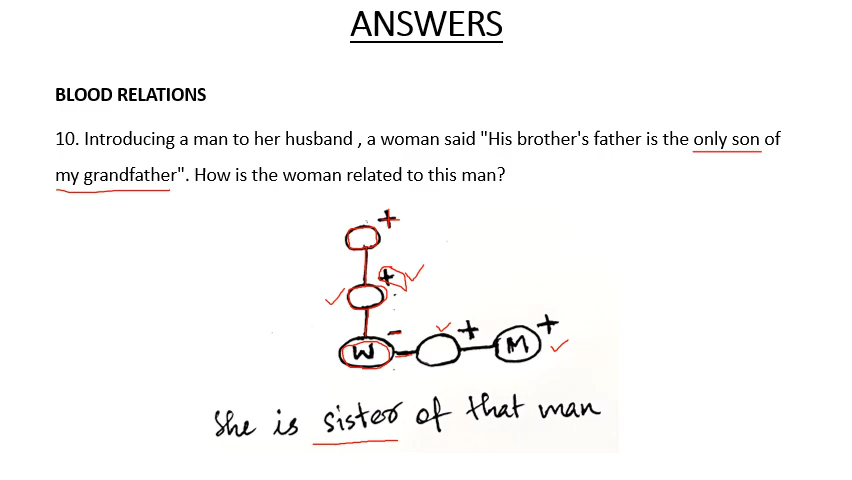 ANSWERS
BLOOD RELATIONS
10. Introducing a man to her husband , a woman said "His brother's father is the only son of
my grandfather". How is the woman related to this man?
+
+
-
W
+
M
+
She is sister of that man